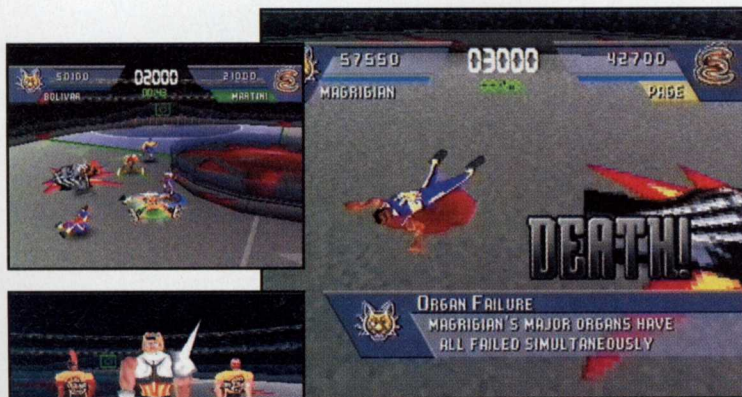 50100
02000
21000
BOLIVAR
MARTINI
57550
03000
42700
MAGRIGIAN
PAGE
DEATH!
ORGAN FAILURE
MAGRIGIAN'S MAJOR ORGANS HAVE
ALL FAILED SIMULTANEOUSLY